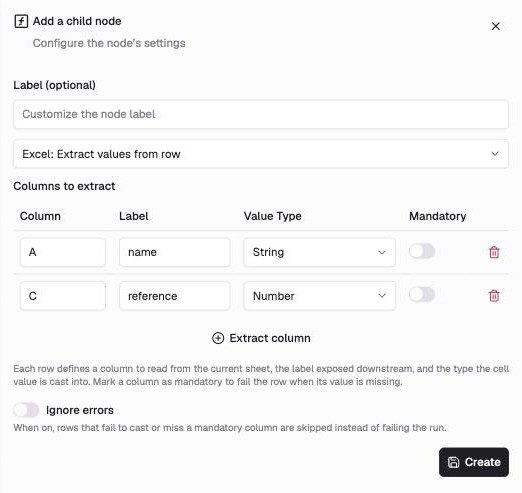 Add a child node
Configure the node's settings
Label (optional)
Customize the node label
Excel: Extract values from row
Columns to extract
Column Label Value Type Mandatory
A name String
C reference Number
Extract column
Each row defines a column to read from the current sheet, the label exposed downstream, and the type the cell
value is cast into. Mark a column as mandatory to fail the row when its value is missing.
Ignore errors
When on, rows that fail to cast or miss a mandatory column are skipped instead of failing the run.
Create